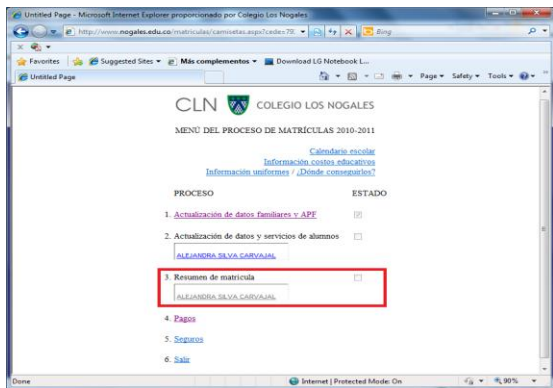 Untitled Page - Microsoft Internet Explorer proporcionado por Colegio Los Nogales
http://www.nogales.edu.co/matriculas/camisetas.aspx?cede=79
Bing
Favorites Suggested Sites Más complementos Download LG Notebook L...
Untitled Page Page Safety Tools
CLN COLEGIO LOS NOGALES
MENÚ DEL PROCESO DE MATRÍCULAS 2010-2011
Calendario escolar
Información costos educativos
Información uniformes / ¿Dónde conseguirlos?
PROCESO ESTADO
1. Actualización de datos familiares y APF
2. Actualización de datos y servicios de alumnos
ALEJANDRA SILVA CARVAJAL
3. Resumen de matrícula
ALEJANDRA SILVA CARVAJAL
4. Pagos
5. Seguros
6. Salir
Done Internet | Protected Mode: On 90%